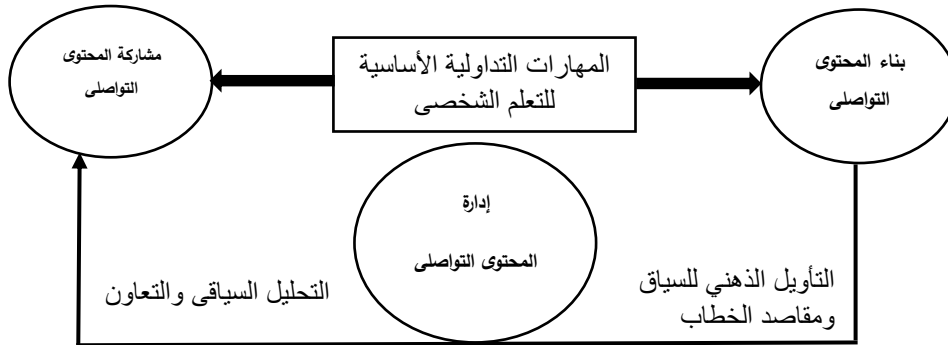 المهارات التداولية الأساسية
للتعلم الشخصى
بناء المحتوى
التواصلى
مشاركة المحتوى
التواصلى
إدارة
المحتوى التواصلى
التأويل الذهني للسياق
ومقاصد الخطاب
التحليل السياقى والتعاون